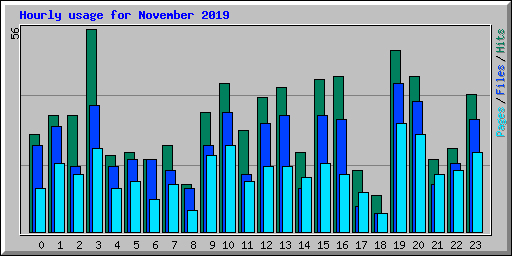 Hourly usage for November 2019
56
Pages / Files / Hits
0 1 2 3 4 5 6 7 8 9 10 11 12 13 14 15 16 17 18 19 20 21 22 23